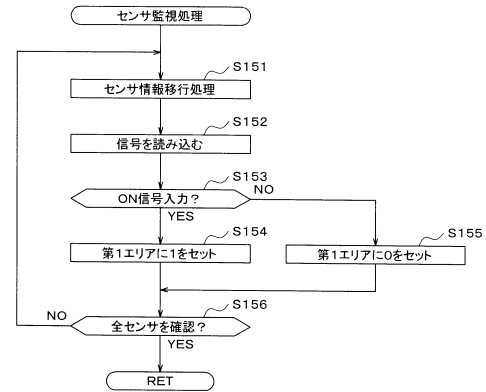 センサ監視処理
S151
センサ情報移行処理
S152
信号を読み込む
S153
ON信号入力？
NO
YES
S154
第1エリアに1をセット
S155
第1エリアに0をセット
S156
全センサを確認？
NO
YES
RET